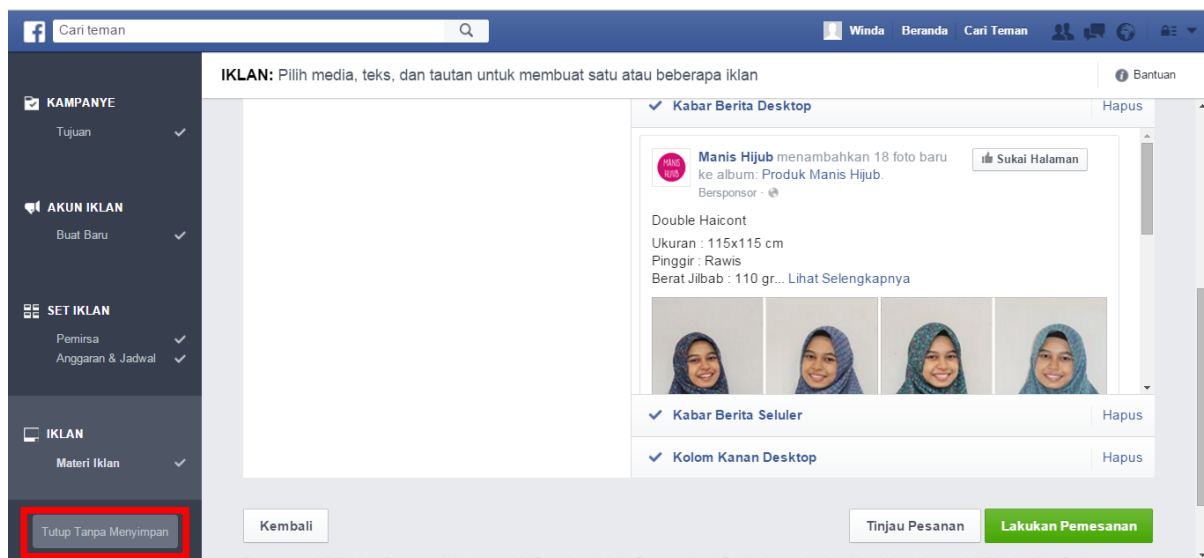 Cari teman
Winda Beranda Cari Teman
IKLAN: Pilih media, teks, dan tautan untuk membuat satu atau beberapa iklan
Bantuan
KAMPANYE
Tujuan
AKUN IKLAN
Buat Baru
SET IKLAN
Pemirsa
Anggaran & Jadwal
IKLAN
Materi Iklan
Tutup Tanpa Menyimpan
Kabar Berita Desktop Hapus
MANIS
HIJUB
Manis Hijub menambahkan 18 foto baru
ke album: Produk Manis Hijub.
Bersponsor ·
Sukai Halaman
Double Haicont
Ukuran : 115x115 cm
Pinggir : Rawis
Berat Jilbab : 110 gr... Lihat Selengkapnya
Kabar Berita Seluler Hapus
Kolom Kanan Desktop Hapus
Kembali
Tinjau Pesanan
Lakukan Pemesanan